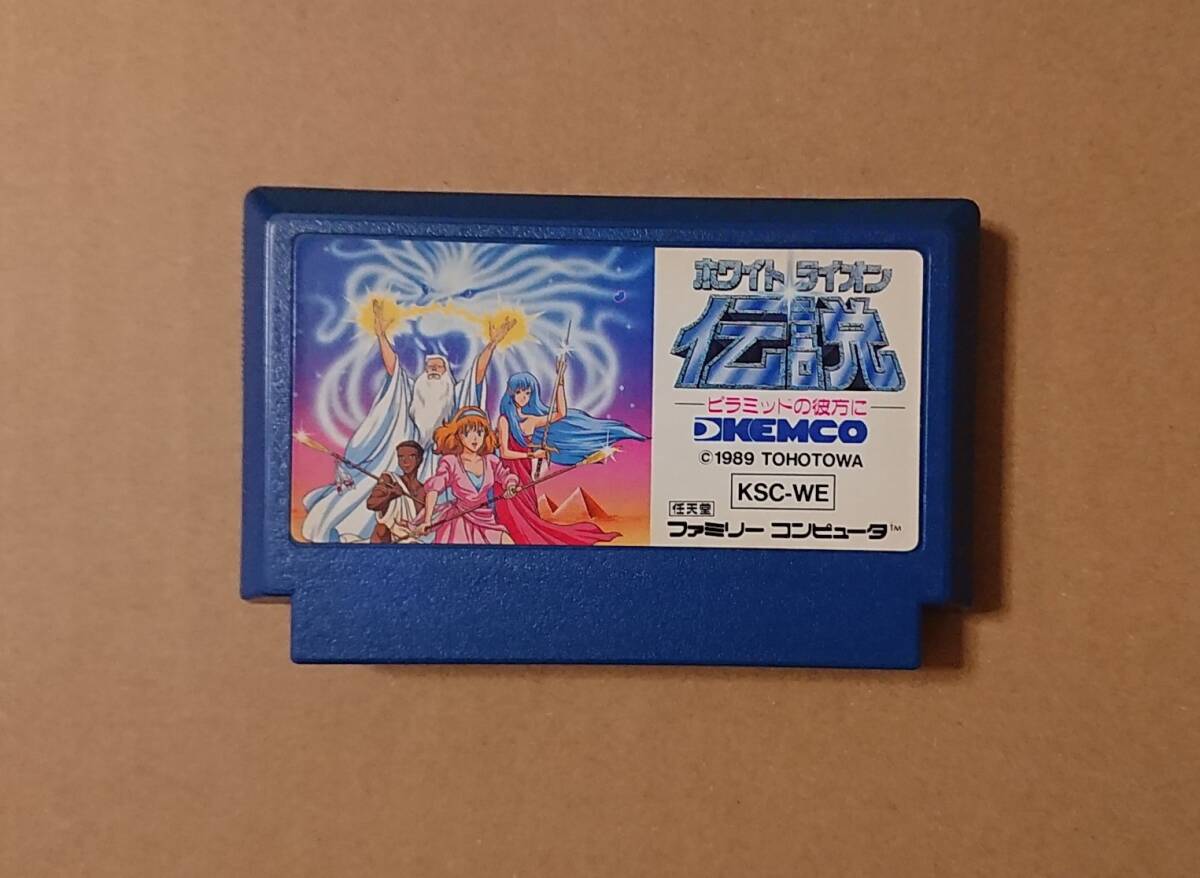 ホワイトライオン
伝説
ピラミッドの彼方に
KEMCO
©1989 TOHOTOWA
KSC-WE
任天堂
ファミリー コンピュータ™